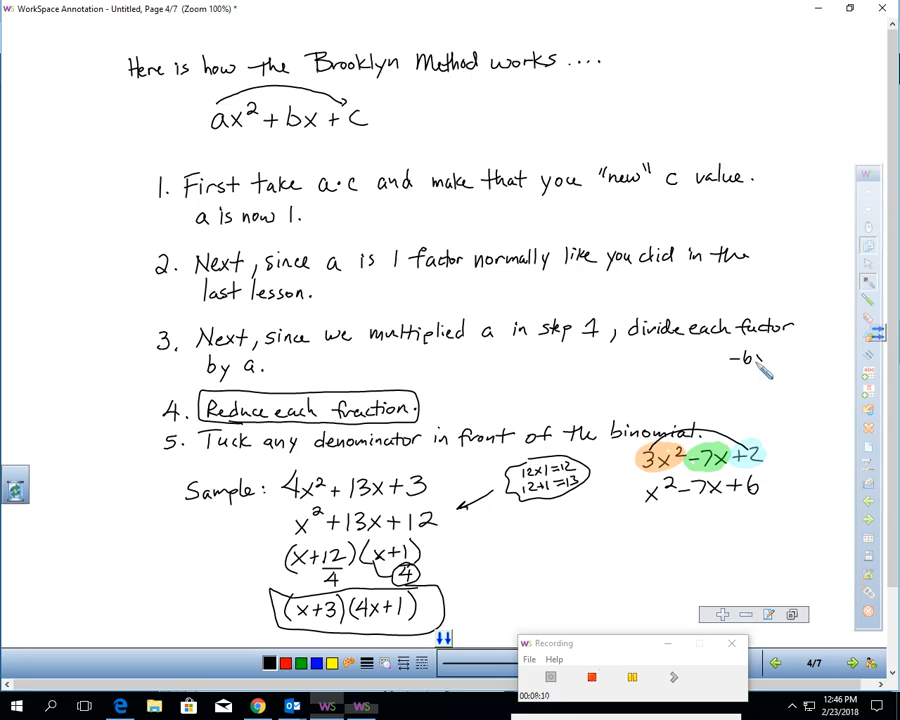 WorkSpace Annotation - Untitled, Page 4/7 (Zoom 100%) *
Here is how the Brooklyn Method works ....
ax² + bx + c
1. First take a·c and make that you "new" c value.
a is now 1.
2. Next, since a is 1 factor normally like you did in the
last lesson.
3. Next, since we multiplied a in step 1, divide each factor
by a.
-6x
4. Reduce each fraction.
5. Tuck any denominator in front of the binomial.
3x² -7x +2
x² - 7x + 6
Sample: 4x² + 13x + 3
12x1 = 12
12+1 = 13
x² + 13x + 12
(x + 12)(x + 1)
4 4
(x + 3)(4x + 1)
WS Recording
File Help
00:09:10
4/7
12:46 PM
2/23/2018